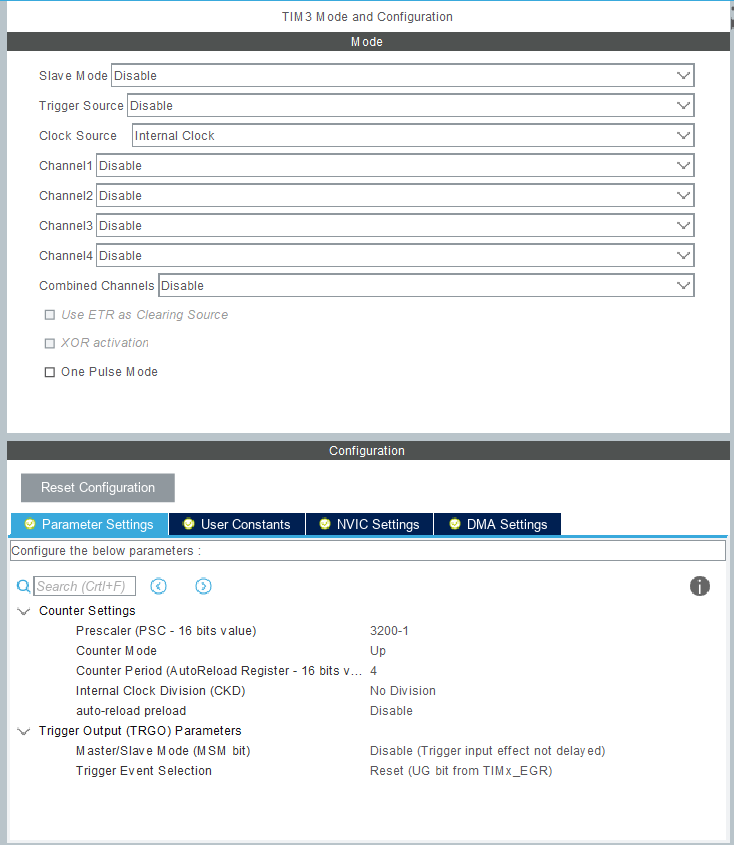 TIM3 Mode and Configuration
Mode
Slave Mode Disable
Trigger Source Disable
Clock Source Internal Clock
Channel1 Disable
Channel2 Disable
Channel3 Disable
Channel4 Disable
Combined Channels Disable
Use ETR as Clearing Source
XOR activation
One Pulse Mode
Configuration
Reset Configuration
Parameter Settings User Constants NVIC Settings DMA Settings
Configure the below parameters :
Search (Crtl+F)
Counter Settings
Prescaler (PSC - 16 bits value) 3200-1
Counter Mode Up
Counter Period (AutoReload Register - 16 bits v... 4
Internal Clock Division (CKD) No Division
auto-reload preload Disable
Trigger Output (TRGO) Parameters
Master/Slave Mode (MSM bit) Disable (Trigger input effect not delayed)
Trigger Event Selection Reset (UG bit from TIMx_EGR)